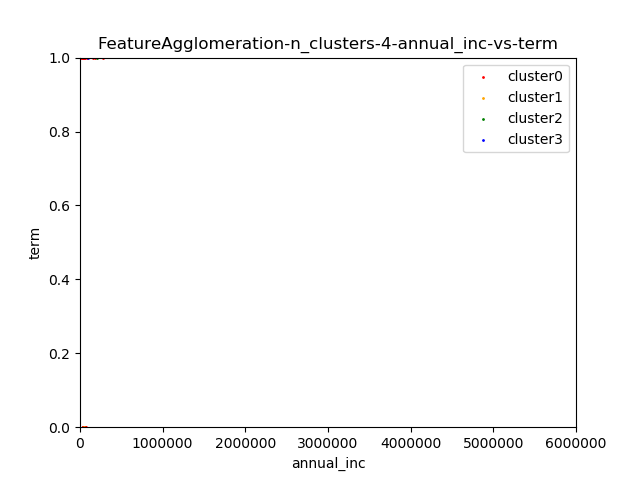 FeatureAgglomeration-n_clusters-4-annual_inc-vs-term
1.0
0.8
0.6
0.4
0.2
0.0
term
cluster0
cluster1
cluster2
cluster3
0 1000000 2000000 3000000 4000000 5000000 6000000
annual_inc